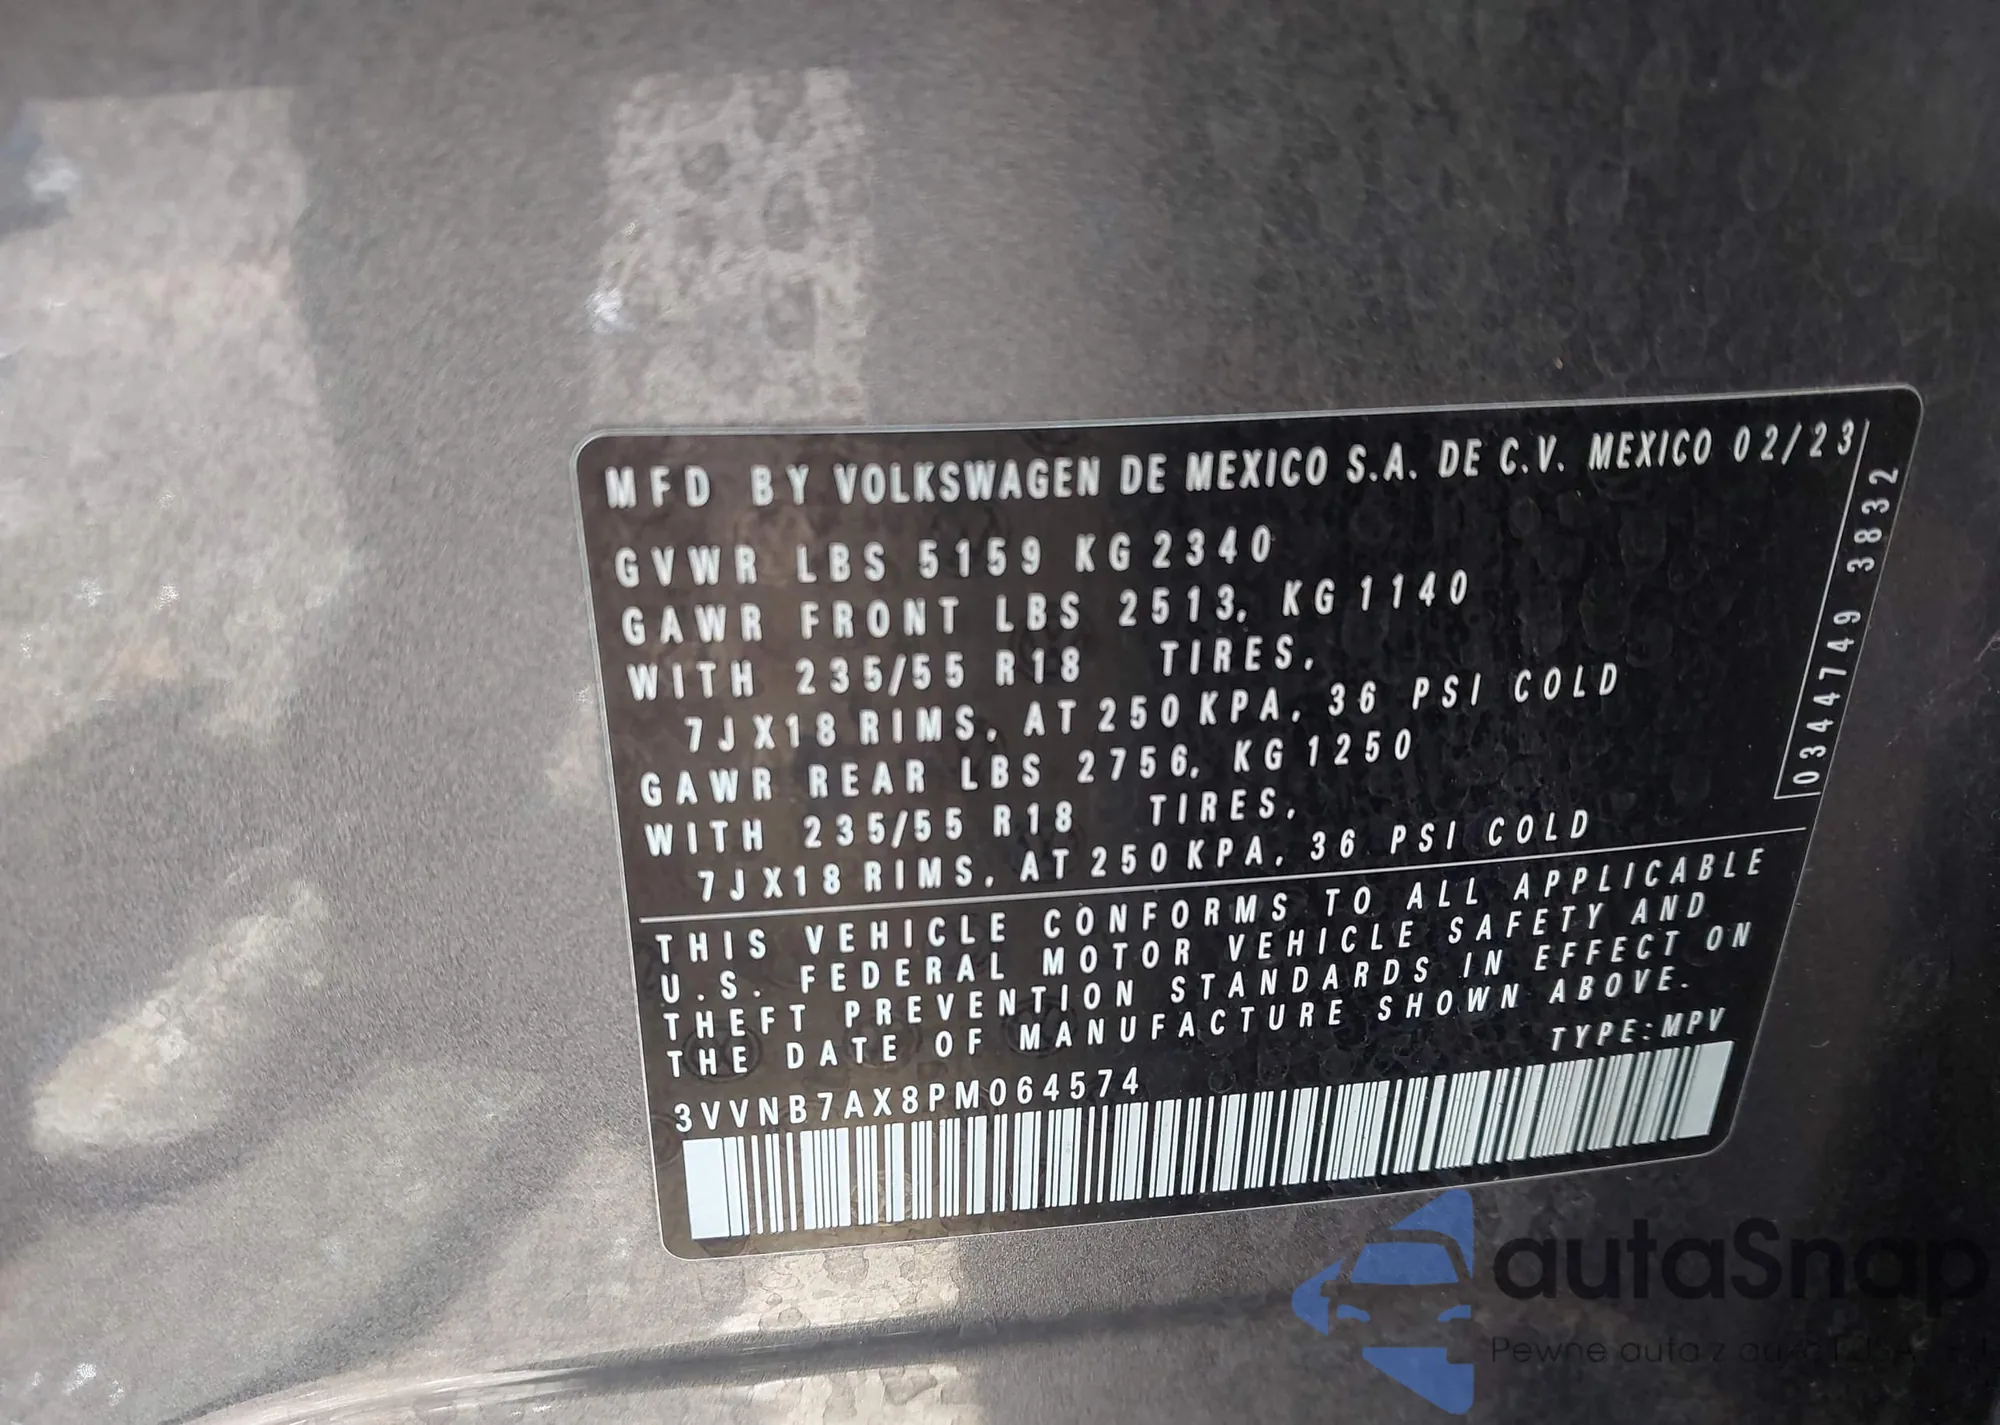 MFD BY VOLKSWAGEN DE MEXICO S.A. DE C.V. MEXICO 02/23
GVWR LBS 5159 KG 2340
GAWR FRONT LBS 2513, KG 1140
WITH 235/55 R18 TIRES,
7JX18 RIMS, AT 250 KPA, 36 PSI COLD
GAWR REAR LBS 2756, KG 1250
WITH 235/55 R18 TIRES,
7JX18 RIMS, AT 250 KPA, 36 PSI COLD
0344749 3832
THIS VEHICLE CONFORMS TO ALL APPLICABLE
U.S. FEDERAL MOTOR VEHICLE SAFETY AND
THEFT PREVENTION STANDARDS IN EFFECT ON
THE DATE OF MANUFACTURE SHOWN ABOVE.
TYPE:MPV
3VVNB7AX8PM064574
autaSnap
Pewne auta z